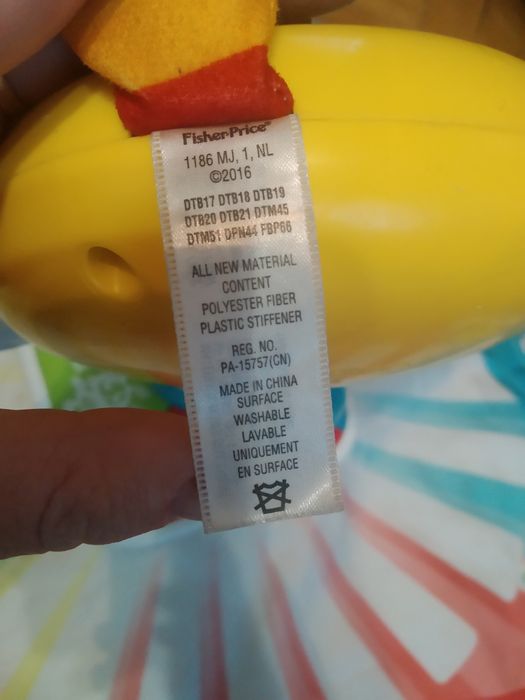 Fisher-Price®
1186 MJ, 1, NL
©2016
DTB17 DTB18 DTB19
DTB20 DTB21 DTM45
DTM51 DPN44 FBP66
ALL NEW MATERIAL
CONTENT
POLYESTER FIBER
PLASTIC STIFFENER
REG. NO.
PA-15757(CN)
MADE IN CHINA
SURFACE
WASHABLE
LAVABLE
UNIQUEMENT
EN SURFACE